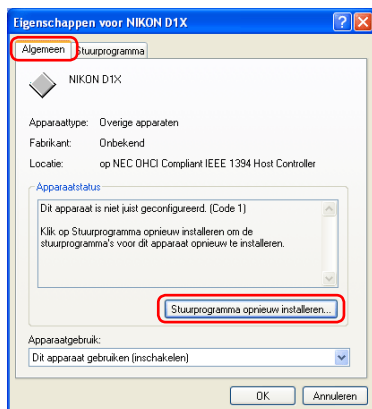 Eigenschappen voor NIKON D1X
Algemeen
Stuurprogramma
NIKON D1X
Apparaattype: Overige apparaten
Fabrikant: Onbekend
Locatie: op NEC OHCI Compliant IEEE 1394 Host Controller
Apparaatstatus
Dit apparaat is niet juist geconfigureerd. (Code 1)
Klik op Stuurprogramma opnieuw installeren om de
stuurprogramma's voor dit apparaat opnieuw te installeren.
Stuurprogramma opnieuw installeren...
Apparaatgebruik:
Dit apparaat gebruiken (inschakelen)
OK
Annuleren